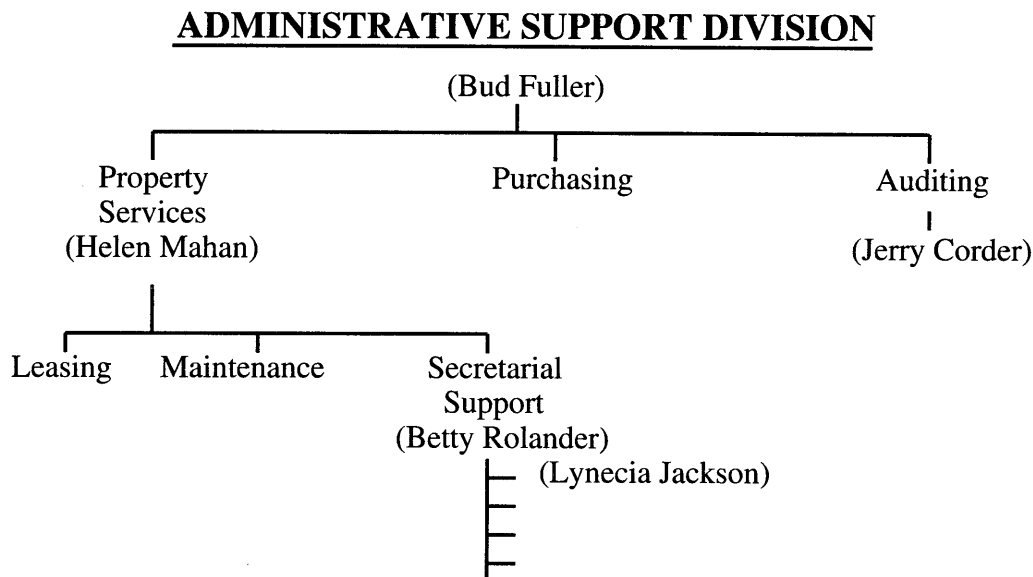 ADMINISTRATIVE SUPPORT DIVISION
(Bud Fuller)
Property
Services
(Helen Mahan)
Purchasing
Auditing
(Jerry Corder)
Leasing
Maintenance
Secretarial
Support
(Betty Rolander)
(Lynecia Jackson)